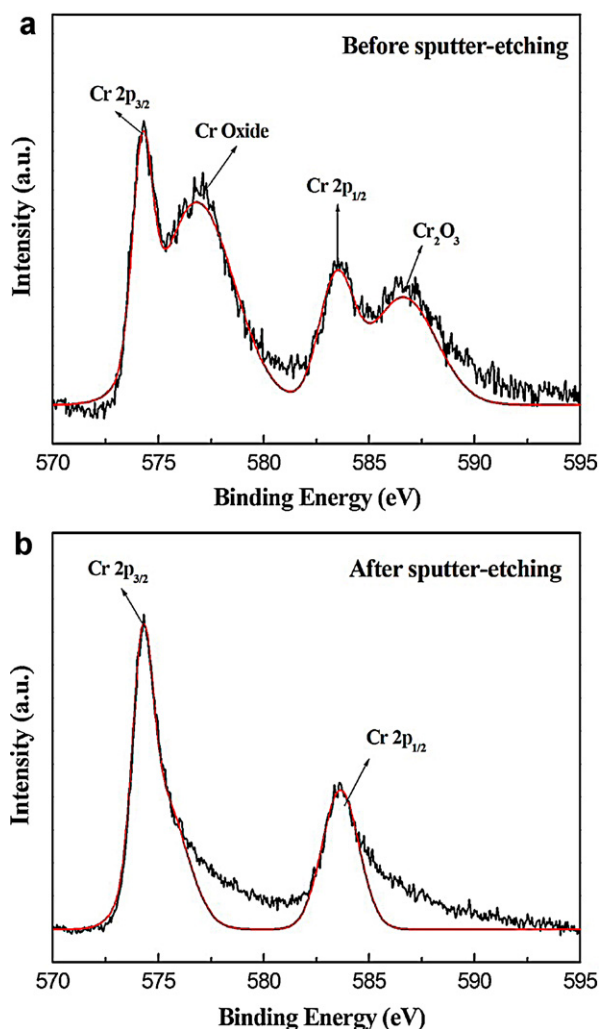 a
Before sputter-etching
Cr 2p3/2
Cr Oxide
Cr 2p1/2
Cr2O3
Intensity (a.u.)
570 575 580 585 590 595
Binding Energy (eV)
b
After sputter-etching
Cr 2p3/2
Cr 2p1/2
Intensity (a.u.)
570 575 580 585 590 595
Binding Energy (eV)